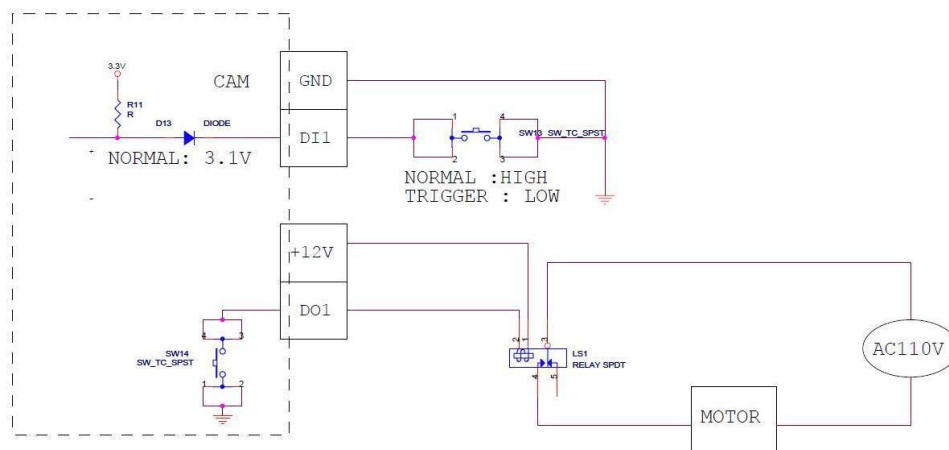 3.3V
R11
R
CAM
GND
D13
DIODE
DI1
NORMAL: 3.1V
+
-
1
4
SW13 SW_TC_SPST
2
3
NORMAL :HIGH
TRIGGER : LOW
+12V
DO1
4
3
SW14
SW_TC_SPST
1
2
2
1
3
LS1
RELAY SPDT
4
5
AC110V
MOTOR